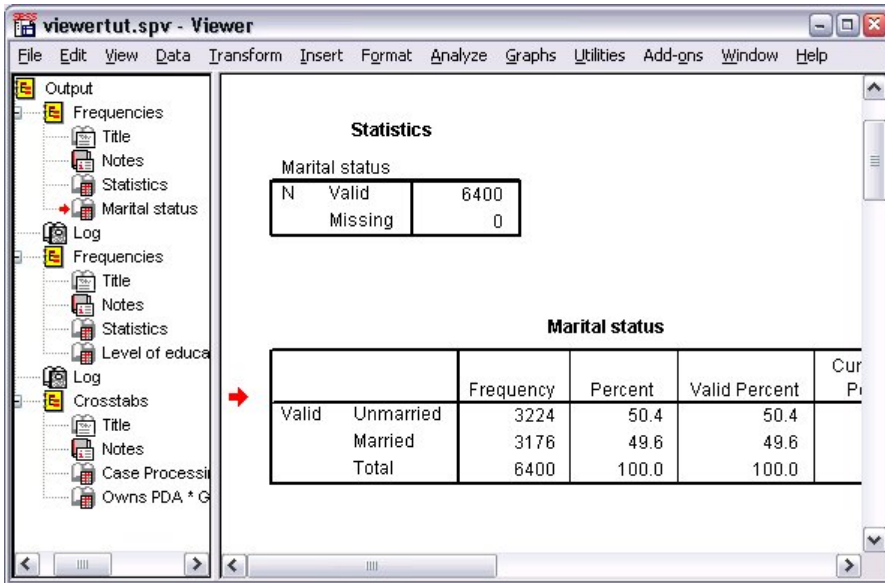 viewertut.spv - Viewer
File Edit View Data Transform Insert Format Analyze Graphs Utilities Add-ons Window Help
Output
Frequencies
Title
Notes
Statistics
Marital status
Log
Frequencies
Title
Notes
Statistics
Level of educa
Log
Crosstabs
Title
Notes
Case Processi
Owns PDA * G
Statistics
Marital status
N Valid 6400
Missing 0
Marital status
Frequency Percent Valid Percent
Valid Unmarried 3224 50.4 50.4
Married 3176 49.6 49.6
Total 6400 100.0 100.0